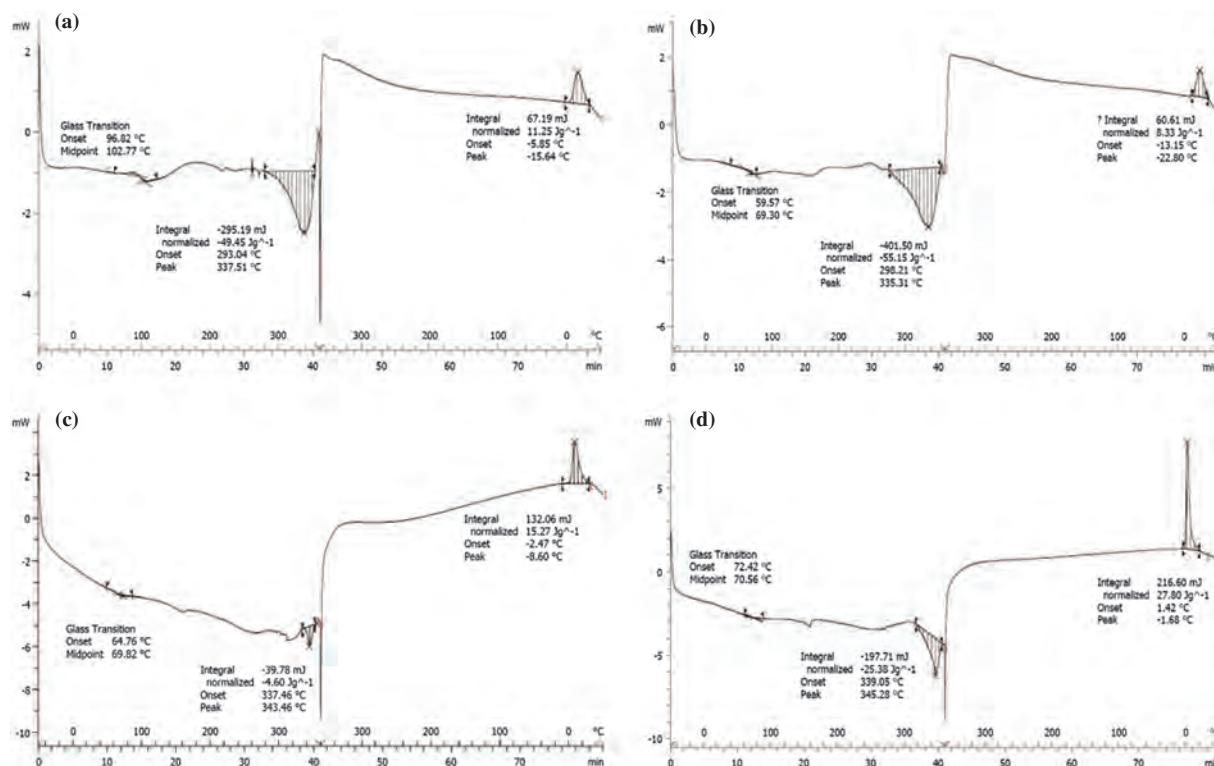 (a)
mW
2
0
-2
-4
Glass Transition
Onset 96.82 °C
Midpoint 102.77 °C
Integral -295.19 mJ
normalized -49.45 Jg^-1
Onset 293.04 °C
Peak 337.51 °C
Integral 67.19 mJ
normalized 11.25 Jg^-1
Onset -5.85 °C
Peak -15.64 °C
0 100 200 300 300 200 100 0 °C
0 10 20 30 40 50 60 70 min
(b)
mW
2
0
-2
-4
-6
Glass Transition
Onset 59.57 °C
Midpoint 69.30 °C
Integral -401.50 mJ
normalized -55.15 Jg^-1
Onset 298.21 °C
Peak 335.31 °C
? Integral 60.61 mJ
normalized 8.33 Jg^-1
Onset -13.15 °C
Peak -22.80 °C
0 100 200 300 300 200 100 0
0 10 20 30 40 50 60 70
(c)
mW
4
2
0
-2
-4
-6
-8
-10
Glass Transition
Onset 64.76 °C
Midpoint 69.82 °C
Integral -39.78 mJ
normalized -4.60 Jg^-1
Onset 337.46 °C
Peak 343.46 °C
Integral 132.06 mJ
normalized 15.27 Jg^-1
Onset -2.47 °C
Peak -8.60 °C
0 100 200 300 300 200 100 0 °C
0 10 20 30 40 50 60 70 min
(d)
mW
5
0
-5
-10
Glass Transition
Onset 72.42 °C
Midpoint 70.56 °C
Integral -197.71 mJ
normalized -25.38 Jg^-1
Onset 339.05 °C
Peak 345.28 °C
Integral 216.60 mJ
normalized 27.80 Jg^-1
Onset 1.42 °C
Peak -1.68 °C
0 100 200 300 300 200 100 0
0 10 20 30 40 50 60 70